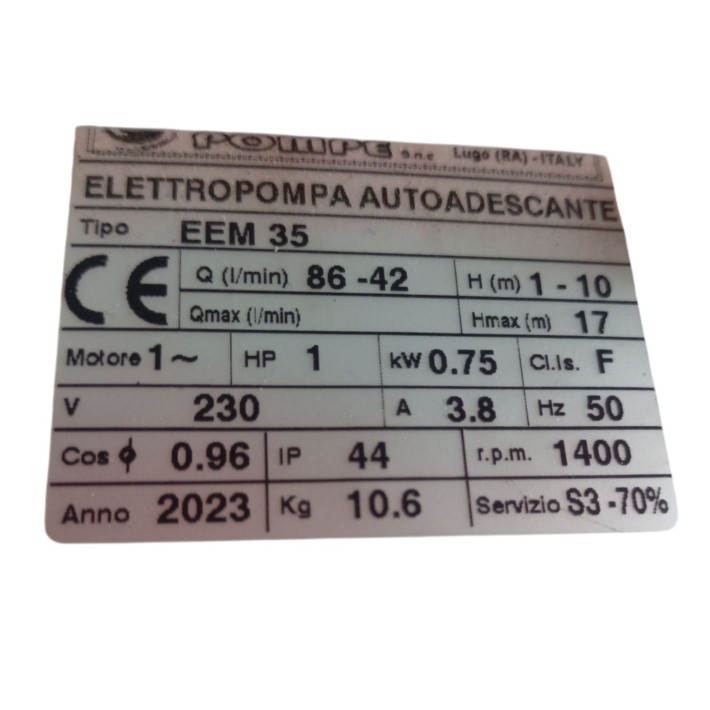 POMPE s.n.c Lugo (RA) - ITALY
ELETTROPOMPA AUTOADESCANTE
Tipo EEM 35
CE Q (l/min) 86 -42 H (m) 1 - 10
Qmax (l/min) Hmax (m) 17
Motore 1~ HP 1 kW 0.75 Cl.Is. F
V 230 A 3.8 Hz 50
Cos ϕ 0.96 IP 44 r.p.m. 1400
Anno 2023 Kg 10.6 Servizio S3 -70%